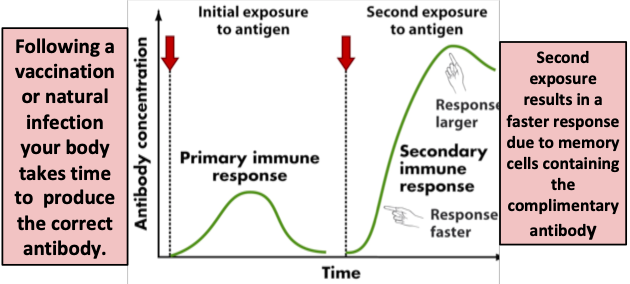 Following a
vaccination
or natural
infection
your body
takes time
to produce
the correct
antibody.
Antibody concentration
Initial exposure
to antigen
Second exposure
to antigen
Primary immune
response
Response
larger
Secondary
immune
response
Response
faster
Time
Second
exposure
results in a
faster response
due to memory
cells containing
the
complimentary
antibody